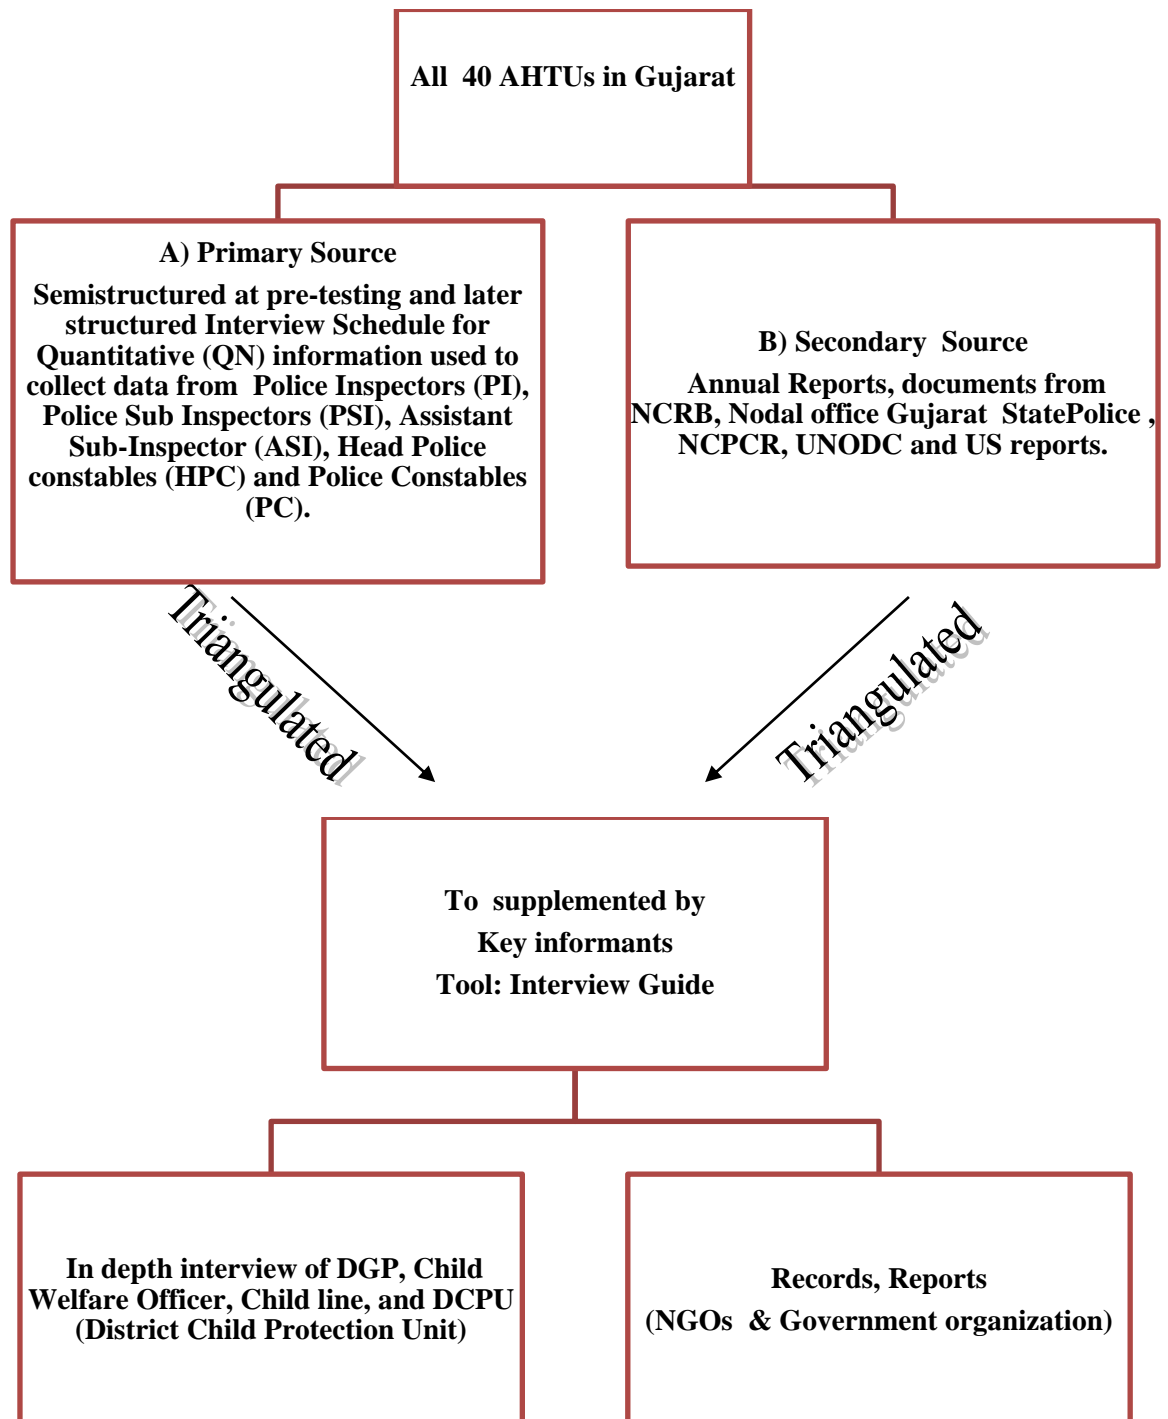 All 40 AHTUs in Gujarat
A) Primary Source
Semistructured at pre-testing and later
structured Interview Schedule for
Quantitative (QN) information used to
collect data from Police Inspectors (PI),
Police Sub Inspectors (PSI), Assistant
Sub-Inspector (ASI), Head Police
constables (HPC) and Police Constables
(PC).
B) Secondary Source
Annual Reports, documents from
NCRB, Nodal office Gujarat StatePolice ,
NCPCR, UNODC and US reports.
Triangulated
Triangulated
To supplemented by
Key informants
Tool: Interview Guide
In depth interview of DGP, Child
Welfare Officer, Child line, and DCPU
(District Child Protection Unit)
Records, Reports
(NGOs & Government organization)